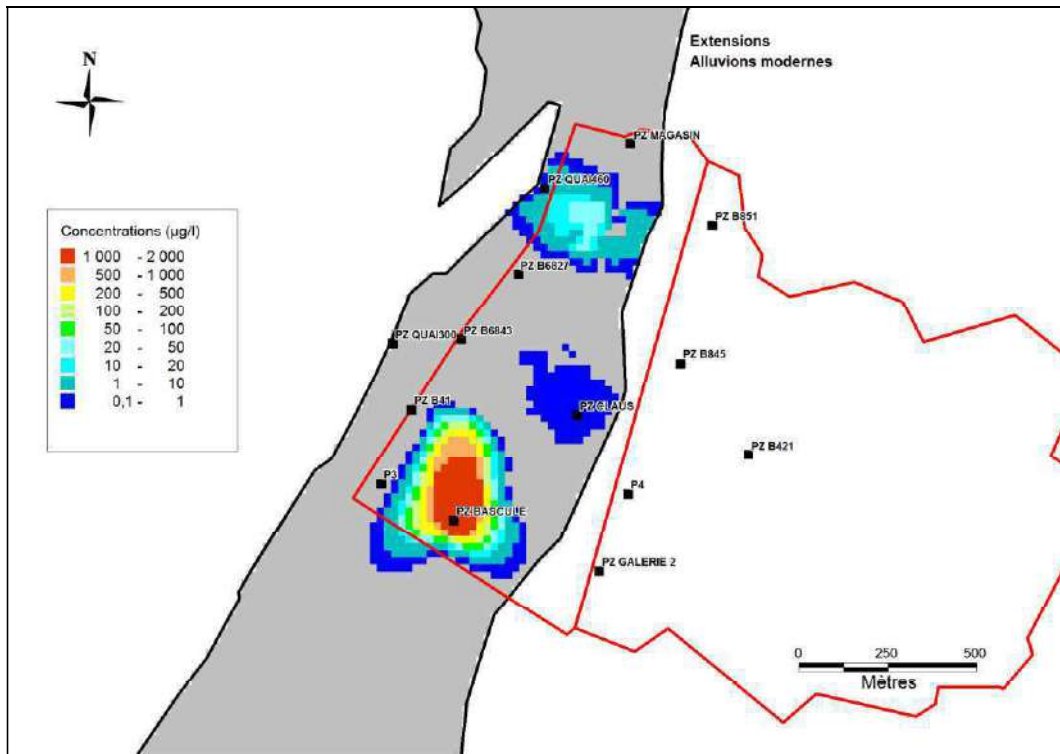 N
Extensions
Alluvions modernes
PZ MAGASIN
PZ QUAI460
PZ B851
Concentrations (µg/l)
1 000 - 2 000
500 - 1 000
200 - 500
100 - 200
50 - 100
20 - 50
10 - 20
1 - 10
0,1 - 1
PZ B6827
PZ QUAI300
PZ B6843
PZ B845
PZ B41
PZ CLAUS
PZ B421
P3
P4
PZ BASCULE
PZ GALERIE 2
0 250 500
Mètres